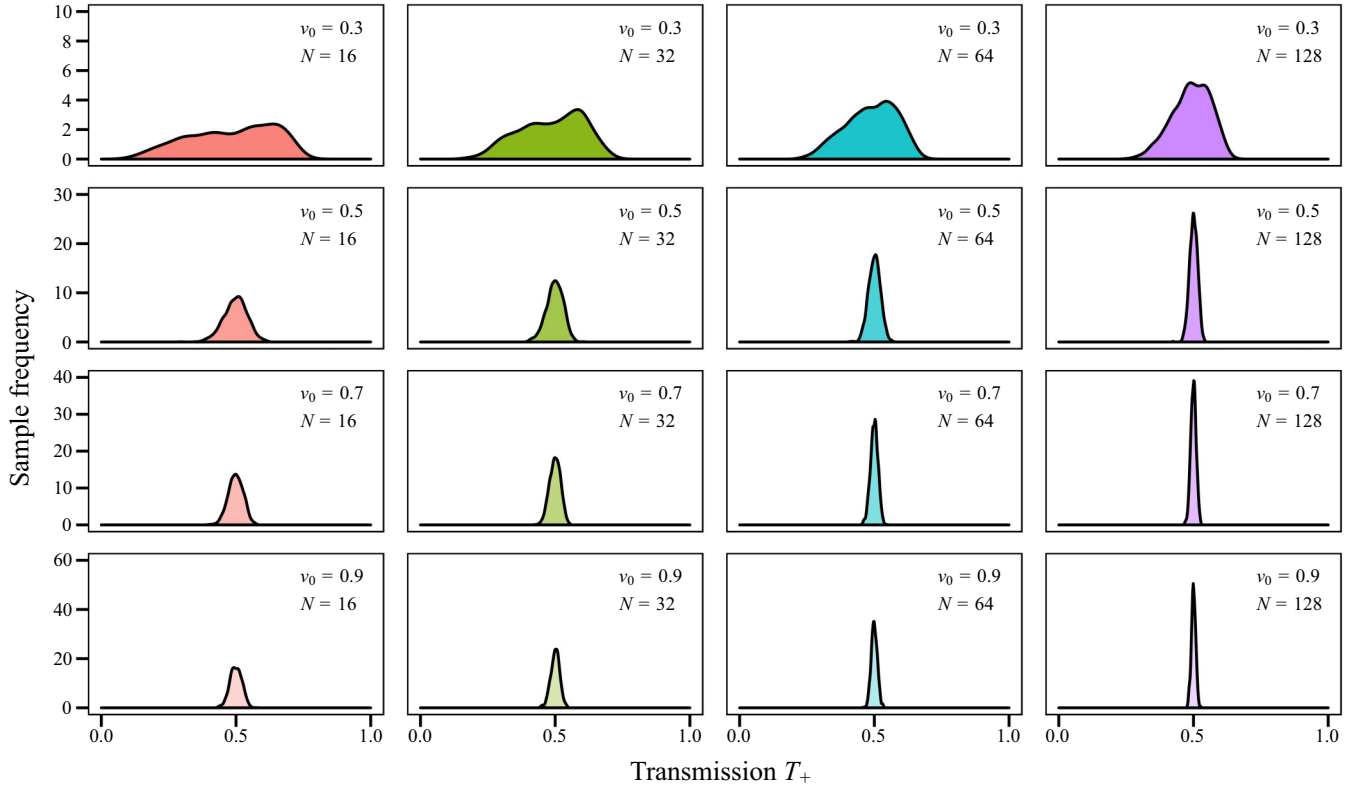 10
8
6
4
2
0
v₀ = 0.3
N = 16
v₀ = 0.3
N = 32
v₀ = 0.3
N = 64
v₀ = 0.3
N = 128
30
20
10
0
v₀ = 0.5
N = 16
v₀ = 0.5
N = 32
v₀ = 0.5
N = 64
v₀ = 0.5
N = 128
Sample frequency
40
30
20
10
0
v₀ = 0.7
N = 16
v₀ = 0.7
N = 32
v₀ = 0.7
N = 64
v₀ = 0.7
N = 128
60
40
20
0
v₀ = 0.9
N = 16
v₀ = 0.9
N = 32
v₀ = 0.9
N = 64
v₀ = 0.9
N = 128
0.0 0.5 1.0 0.0 0.5 1.0 0.0 0.5 1.0 0.0 0.5 1.0
Transmission T₊